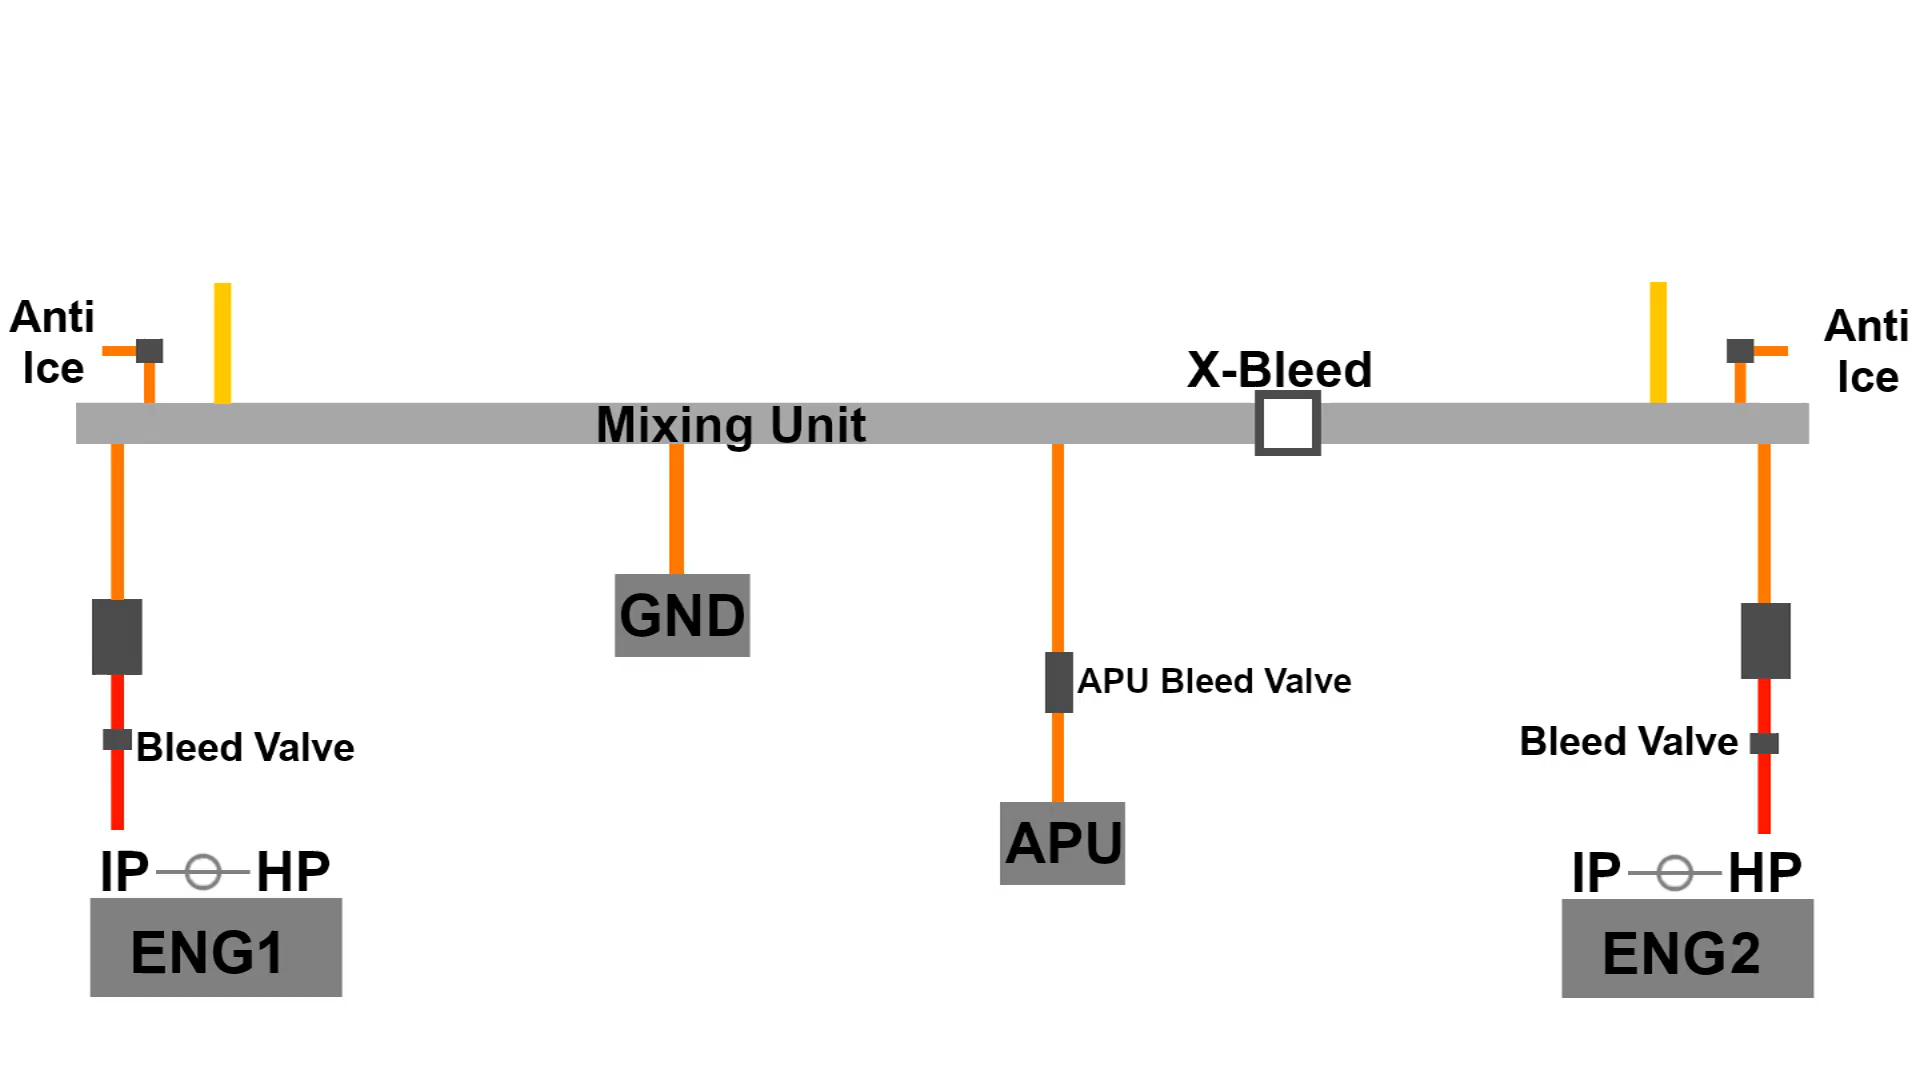 Anti
Ice
Anti
Ice
X-Bleed
Mixing Unit
GND
APU Bleed Valve
Bleed Valve
Bleed Valve
APU
IP HP
IP HP
ENG1
ENG2